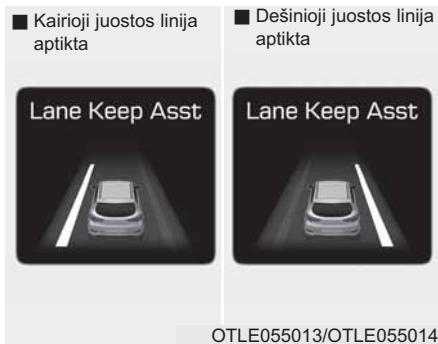 ■ Kairioji juostos linija
aptikta
Lane Keep Asst
■ Dešinioji juostos linija
aptikta
Lane Keep Asst
OTLE055013/OTLE055014